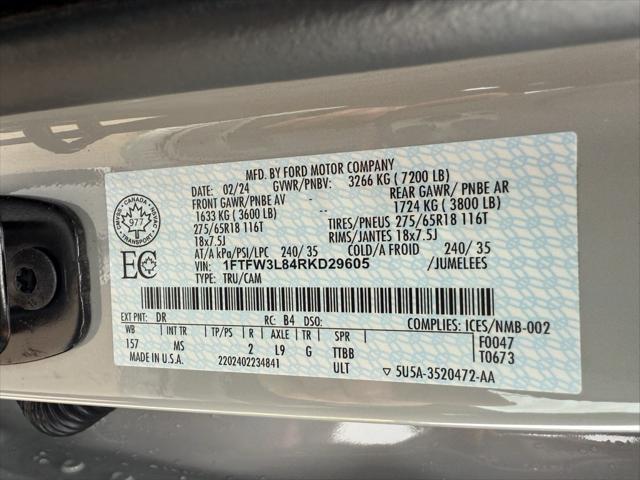 MFD. BY FORD MOTOR COMPANY
DATE: 02/24 GVWR/PNBV: 3266 KG ( 7200 LB)
FRONT GAWR/PNBE AV -- REAR GAWR/ PNBE AR
1633 KG ( 3600 LB) -- 1724 KG ( 3800 LB)
275/65R18 116T TIRES/PNEUS 275/65R18 116T
18x7.5J RIMS/JANTES 18x7.5J
AT/A kPa/PSI/LPC 240/ 35 COLD/A FROID 240/ 35
VIN: 1FTFW3L84RKD29605 /JUMELEES
TYPE: TRU/CAM
CANADA
977
TRANSPORT
EC
EXT PNT: DR RC: B4 DSO: COMPLIES: ICES/NMB-002
WB INT TR TP/PS R AXLE TR SPR F0047
157 MS 2 L9 G TTBB T0673
MADE IN U.S.A. 2202402234841 ULT ▽ 5U5A-3520472-AA